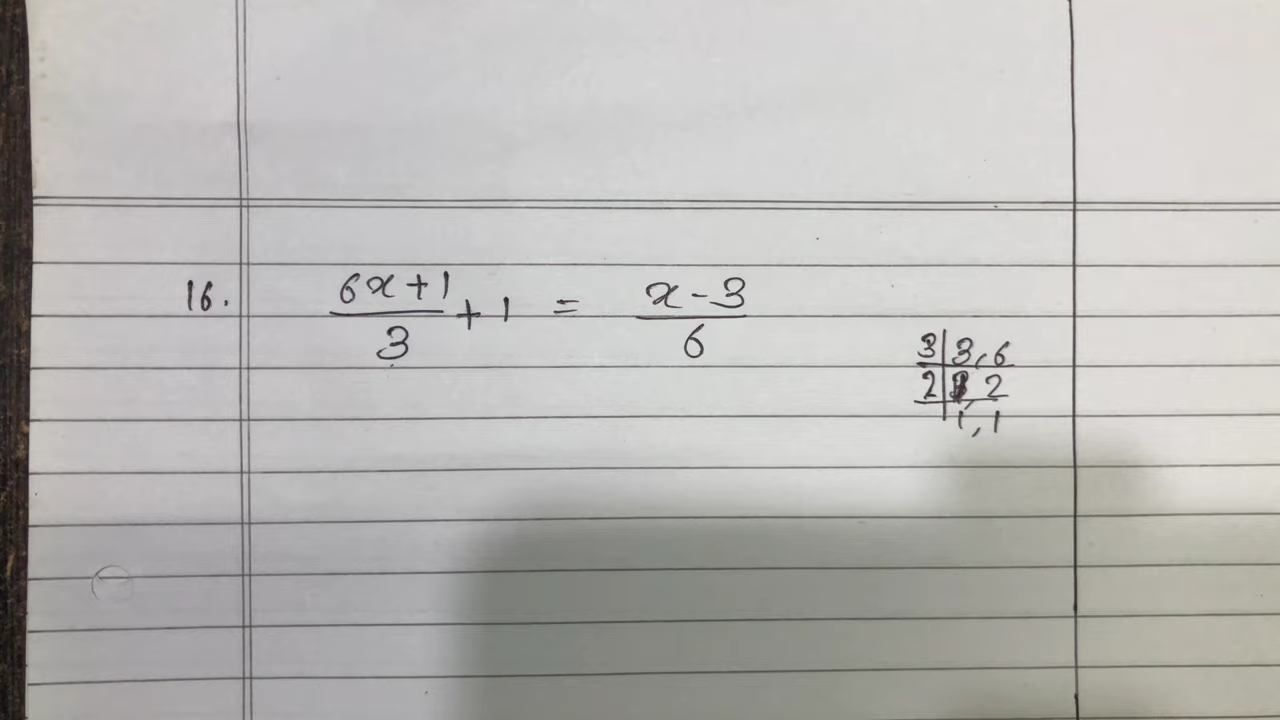 16. (6x+1)/3 + 1 = (x-3)/6
3|3,6
2|1,2
1,1